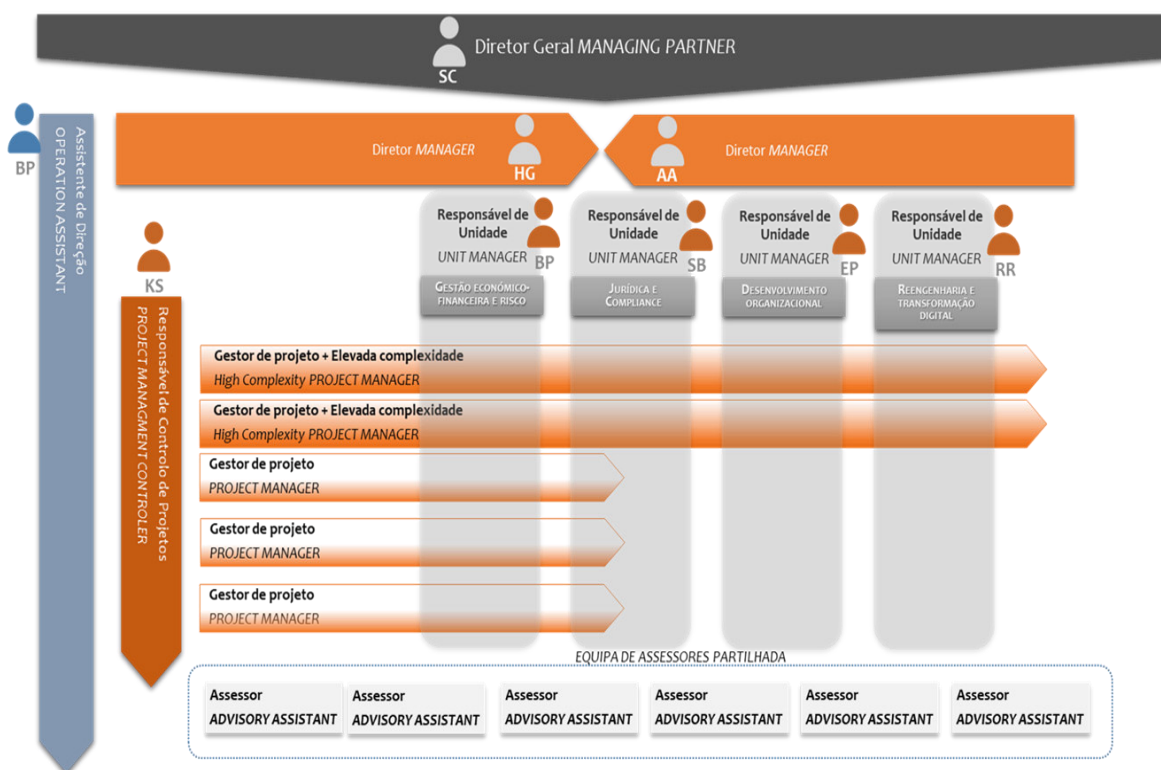 Diretor Geral MANAGING PARTNER
SC
BP
Assistente de Direção
OPERATION ASSISTANT
Diretor MANAGER
HG
AA
Diretor MANAGER
KS
Responsável de Controlo de Projetos
PROJECT MANAGMENT CONTROLER
Responsável de
Unidade
UNIT MANAGER
BP
GESTÃO ECONÓMICO-
FINANCEIRA E RISCO
Responsável de
Unidade
UNIT MANAGER
SB
JURÍDICA E
COMPLIANCE
Responsável de
Unidade
UNIT MANAGER
EP
DESENVOLVIMENTO
ORGANIZACIONAL
Responsável de
Unidade
UNIT MANAGER
RR
REENGENHARIA E
TRANSFORMAÇÃO
DIGITAL
Gestor de projeto + Elevada complexidade
High Complexity PROJECT MANAGER
Gestor de projeto + Elevada complexidade
High Complexity PROJECT MANAGER
Gestor de projeto
PROJECT MANAGER
Gestor de projeto
PROJECT MANAGER
Gestor de projeto
PROJECT MANAGER
EQUIPA DE ASSESSORES PARTILHADA
Assessor
ADVISORY ASSISTANT
Assessor
ADVISORY ASSISTANT
Assessor
ADVISORY ASSISTANT
Assessor
ADVISORY ASSISTANT
Assessor
ADVISORY ASSISTANT
Assessor
ADVISORY ASSISTANT